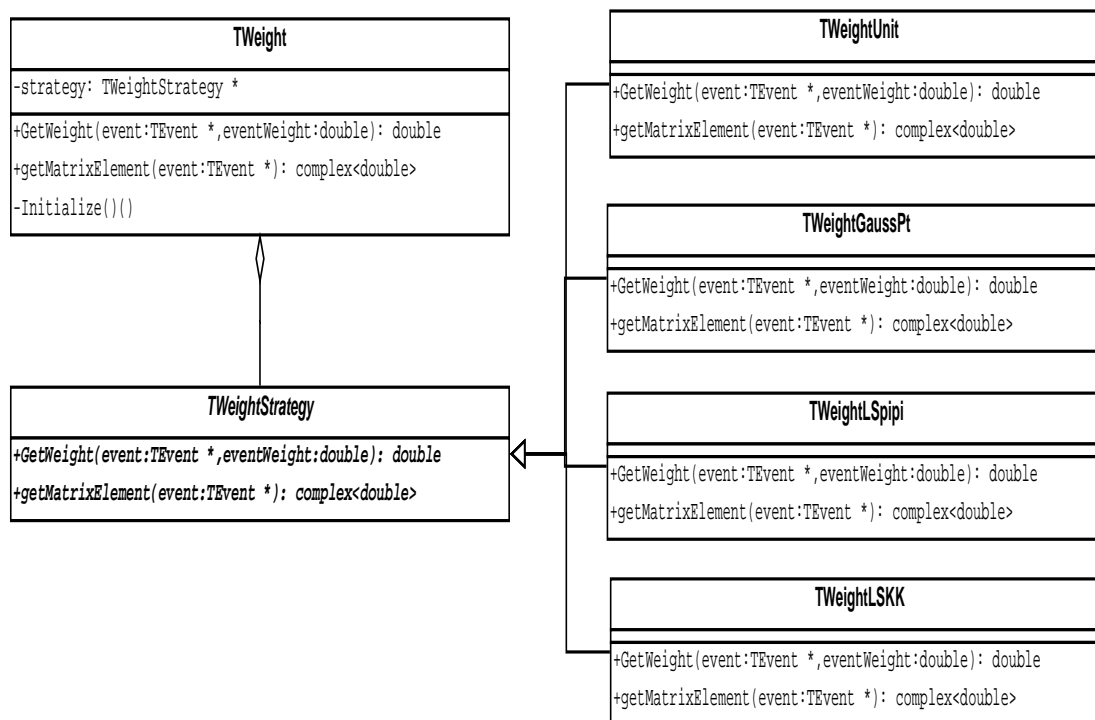 TWeight
-strategy: TWeightStrategy *
+GetWeight(event:TEvent *,eventWeight:double): double
+getMatrixElement(event:TEvent *): complex<double>
-Initialize()()
TWeightStrategy
+GetWeight(event:TEvent *,eventWeight:double): double
+getMatrixElement(event:TEvent *): complex<double>
TWeightUnit
+GetWeight(event:TEvent *,eventWeight:double): double
+getMatrixElement(event:TEvent *): complex<double>
TWeightGaussPt
+GetWeight(event:TEvent *,eventWeight:double): double
+getMatrixElement(event:TEvent *): complex<double>
TWeightLSpipi
+GetWeight(event:TEvent *,eventWeight:double): double
+getMatrixElement(event:TEvent *): complex<double>
TWeightLSKK
+GetWeight(event:TEvent *,eventWeight:double): double
+getMatrixElement(event:TEvent *): complex<double>